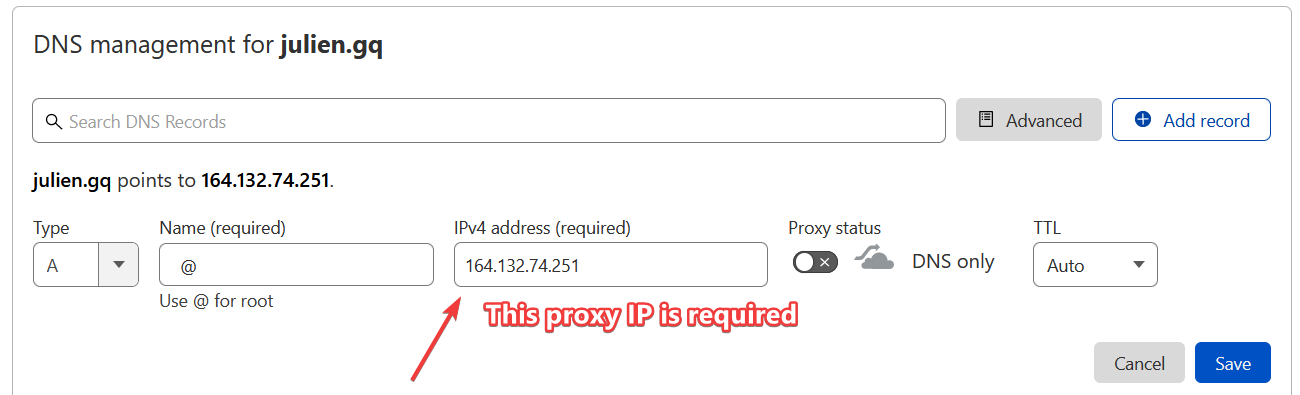 DNS management for julien.gq
Search DNS Records
Advanced
Add record
julien.gq points to 164.132.74.251.
Type
Name (required)
IPv4 address (required)
Proxy status
TTL
A
@
164.132.74.251
DNS only
Auto
Use @ for root
This proxy IP is required
Cancel
Save